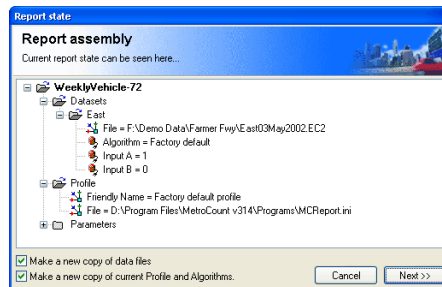 Report state
Report assembly
Current report state can be seen here...
WeeklyVehicle-72
Datasets
East
File = F:\Demo Data\Farmer Fwy\East03May2002.EC2
Algorithm = Factory default
Input A = 1
Input B = 0
Profile
Friendly Name = Factory default profile
File = D:\Program Files\MetroCount v314\Programs\MCReport.ini
Parameters
Make a new copy of data files
Make a new copy of current Profile and Algorithms.
Cancel
Next >>